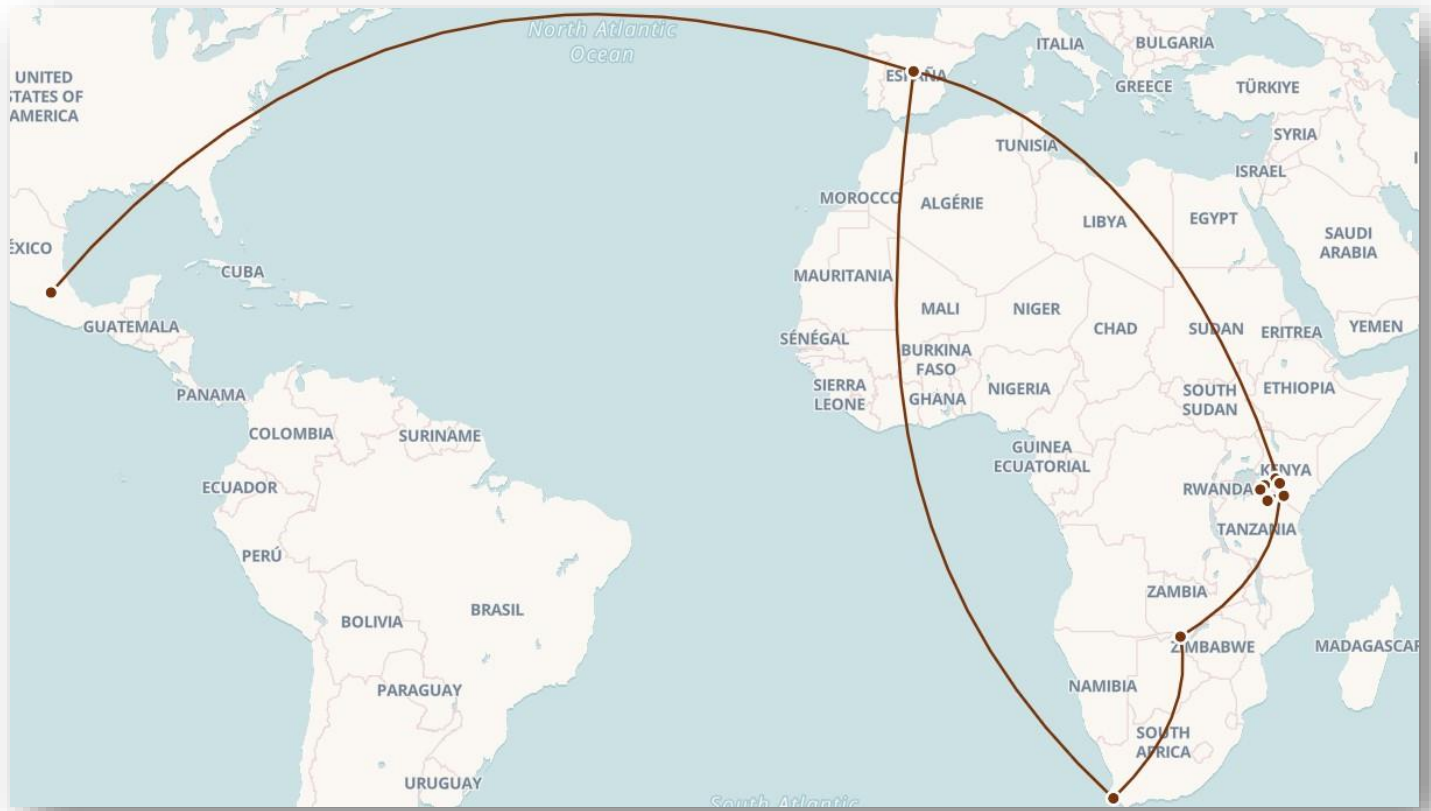 North Atlantic
Ocean
ITALIA
BULGARIA
UNITED
STATES OF
AMERICA
ESPAÑA
GREECE
TÜRKIYE
SYRIA
TUNISIA
ISRAEL
MOROCCO
ALGÉRIE
LIBYA
EGYPT
SAUDI
ARABIA
ÉXICO
CUBA
MAURITANIA
GUATEMALA
MALI
NIGER
CHAD
SUDAN
ERITREA
YEMEN
SÉNÉGAL
BURKINA
FASO
PANAMA
SIERRA
LEONE
GHANA
NIGERIA
SOUTH
SUDAN
ETHIOPIA
COLOMBIA
SURINAME
GUINEA
ECUATORIAL
KENYA
ECUADOR
RWANDA
TANZANIA
PERÚ
ZAMBIA
BRASIL
BOLIVIA
ZIMBABWE
MADAGASCAR
PARAGUAY
NAMIBIA
SOUTH
AFRICA
URUGUAY
South Atlantic